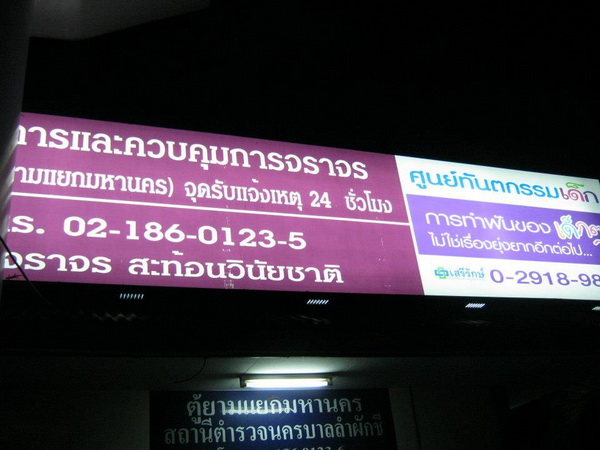 การและควบคุมการจราจร
ยามแยกมหานคร) จุดรับแจ้งเหตุ 24 ชั่วโมง
โทร. 02-186-0123-5
จราจร สะท้อนวินัยชาติ
ศูนย์ทันตกรรมเด็ก
การทำฟันของ
ไม่ใช่เรื่องยุ่งยากอีกต่อไป...
เสรีรักษ์ 0-2918-98
ตู้ยามแยกมหานคร
สถานีตำรวจนครบาลลำผักชี